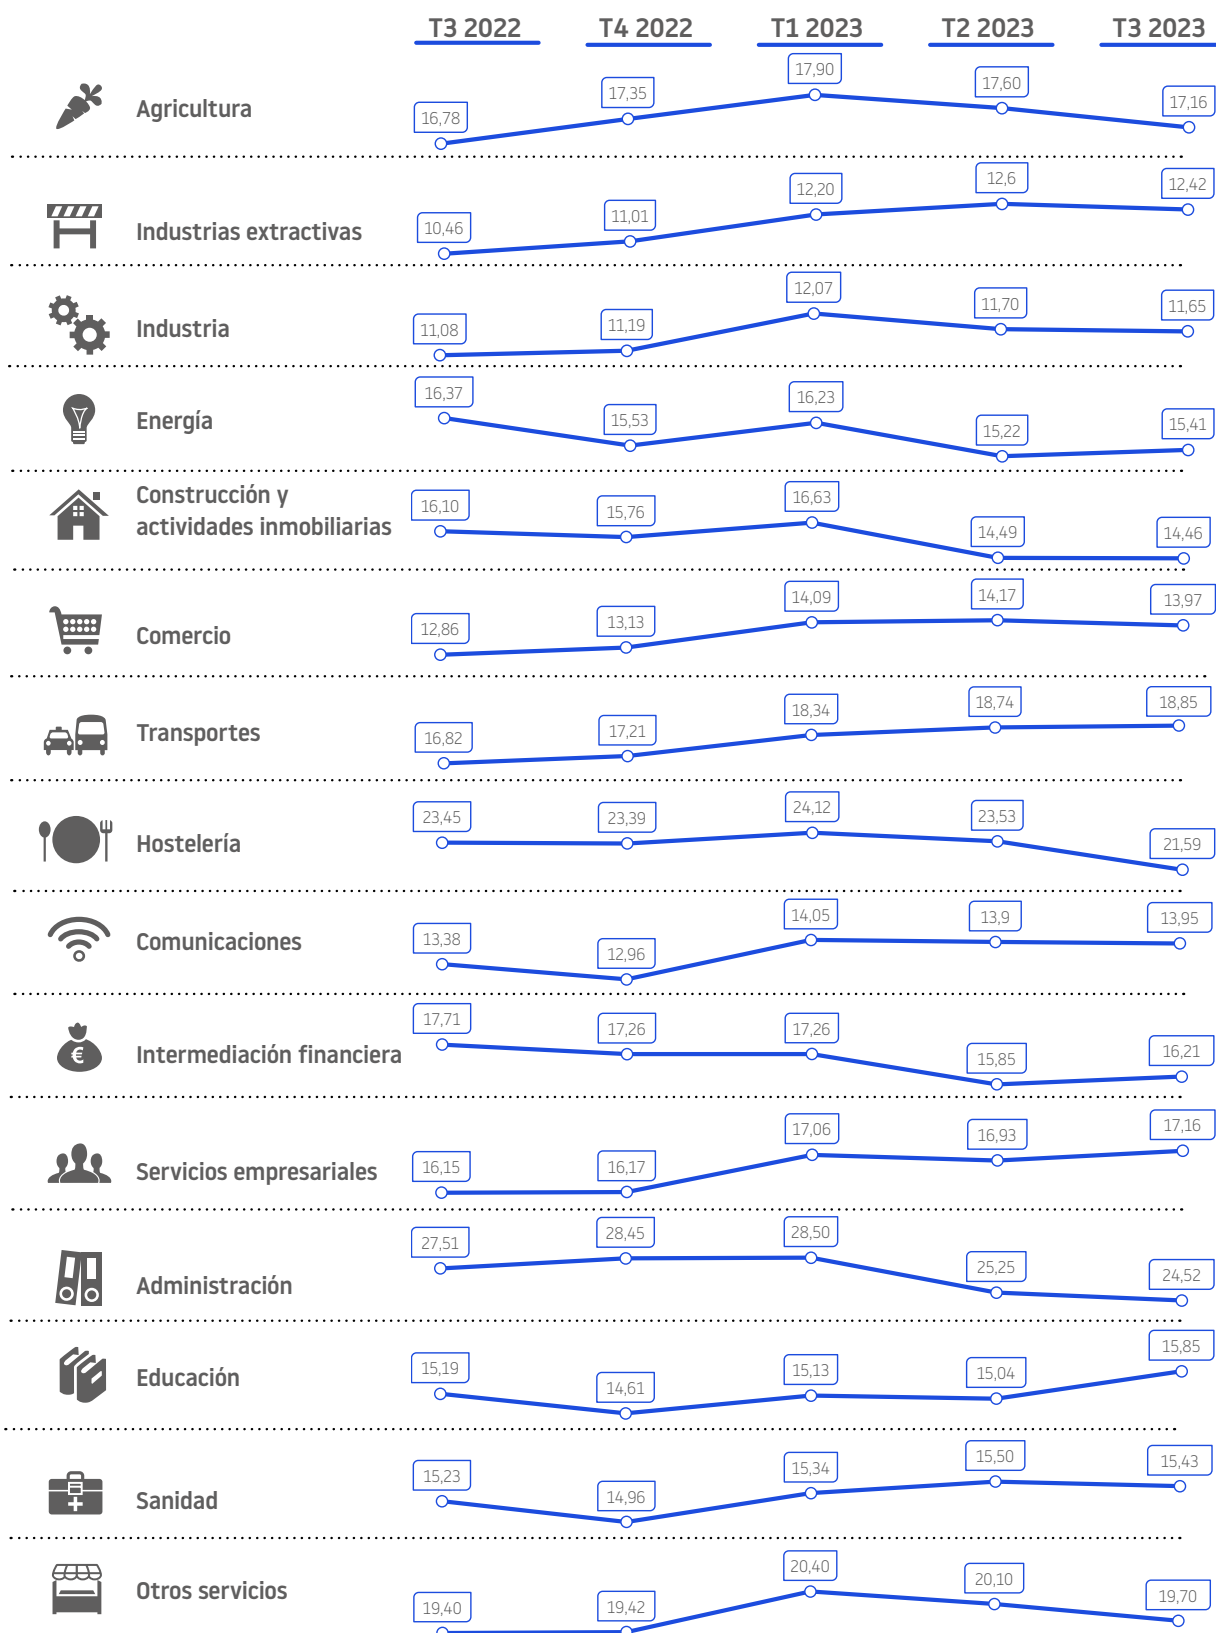 T3 2022 T4 2022 T1 2023 T2 2023 T3 2023
Agricultura 16,78 17,35 17,90 17,60 17,16
Industrias extractivas 10,46 11,01 12,20 12,6 12,42
Industria 11,08 11,19 12,07 11,70 11,65
Energía 16,37 15,53 16,23 15,22 15,41
Construcción y
actividades inmobiliarias 16,10 15,76 16,63 14,49 14,46
Comercio 12,86 13,13 14,09 14,17 13,97
Transportes 16,82 17,21 18,34 18,74 18,85
Hostelería 23,45 23,39 24,12 23,53 21,59
Comunicaciones 13,38 12,96 14,05 13,9 13,95
€ Intermediación financiera 17,71 17,26 17,26 15,85 16,21
Servicios empresariales 16,15 16,17 17,06 16,93 17,16
Administración 27,51 28,45 28,50 25,25 24,52
Educación 15,19 14,61 15,13 15,04 15,85
Sanidad 15,23 14,96 15,34 15,50 15,43
Otros servicios 19,40 19,42 20,40 20,10 19,70